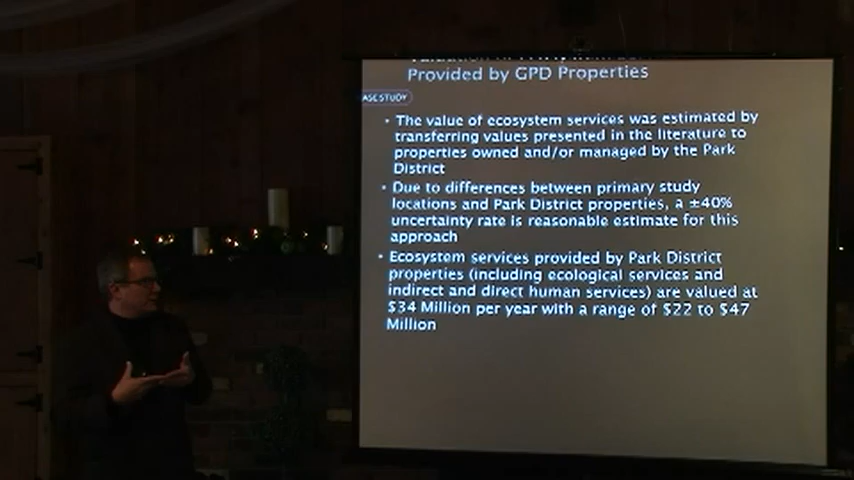 Provided by GPD Properties
ASE STUDY
• The value of ecosystem services was estimated by
transferring values presented in the literature to
properties owned and/or managed by the Park
District
• Due to differences between primary study
locations and Park District properties, a ±40%
uncertainty rate is reasonable estimate for this
approach
• Ecosystem services provided by Park District
properties (including ecological services and
indirect and direct human services) are valued at
$34 Million per year with a range of $22 to $47
Million